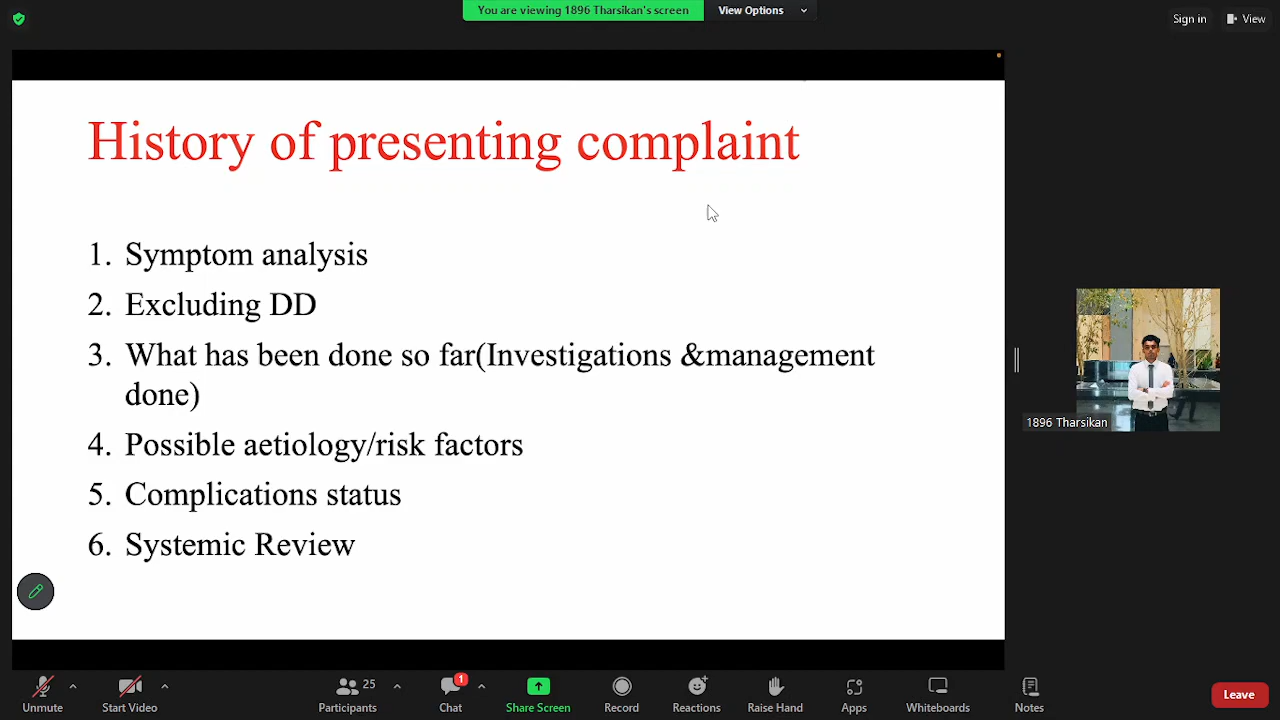 You are viewing 1896 Tharsikan's screen
View Options
Sign in
View
History of presenting complaint
1. Symptom analysis
2. Excluding DD
3. What has been done so far(Investigations &management
done)
4. Possible aetiology/risk factors
5. Complications status
6. Systemic Review
1896 Tharsikan
Unmute
Start Video
25
Participants
1
Chat
Share Screen
Record
Reactions
Raise Hand
Apps
Whiteboards
Notes
Leave